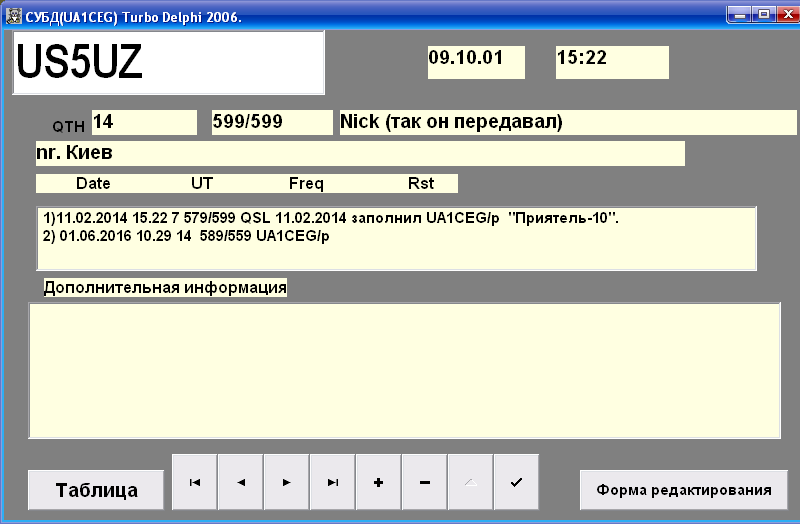 СУБД(UA1CEG) Turbo Delphi 2006.
US5UZ
09.10.01 15:22
QTH 14 599/599 Nick (так он передавал)
nr. Киев
Date UT Freq Rst
1)11.02.2014 15.22 7 579/599 QSL 11.02.2014 заполнил UA1CEG/p "Приятель-10".
2) 01.06.2016 10.29 14 589/559 UA1CEG/p
Дополнительная информация
Таблица
Форма редактирования